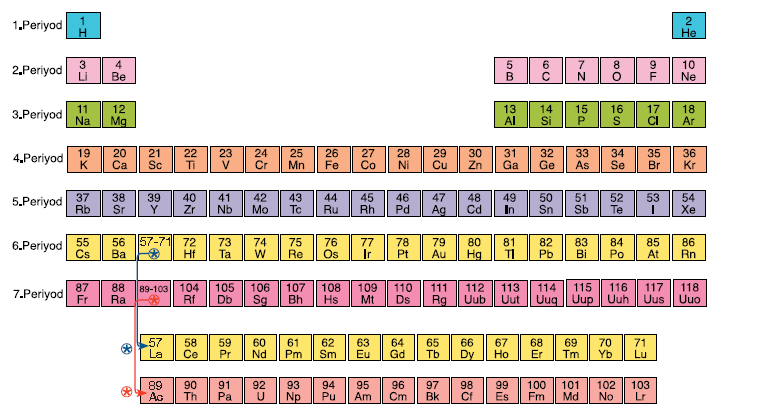 1.Periyod 1 2
H He
2.Periyod 3 4 5 6 7 8 9 10
Li Be B C N O F Ne
3.Periyod 11 12 13 14 15 16 17 18
Na Mg Al Si P S Cl Ar
4.Periyod 19 20 21 22 23 24 25 26 27 28 29 30 31 32 33 34 35 36
K Ca Sc Ti V Cr Mn Fe Co Ni Cu Zn Ga Ge As Se Br Kr
5.Periyod 37 38 39 40 41 42 43 44 45 46 47 48 49 50 51 52 53 54
Rb Sr Y Zr Nb Mo Tc Ru Rh Pd Ag Cd In Sn Sb Te I Xe
6.Periyod 55 56 57-71 72 73 74 75 76 77 78 79 80 81 82 83 84 85 86
Cs Ba Hf Ta W Re Os Ir Pt Au Hg Tl Pb Bi Po At Rn
7.Periyod 87 88 89-103 104 105 106 107 108 109 110 111 112 113 114 115 116 117 118
Fr Ra Rf Db Sg Bh Hs Mt Ds Rg Uub Uut Uuq Uup Uuh Uus Uuo
57 58 59 60 61 62 63 64 65 66 67 68 69 70 71
La Ce Pr Nd Pm Sm Eu Gd Tb Dy Ho Er Tm Yb Lu
89 90 91 92 93 94 95 96 97 98 99 100 101 102 103
Ac Th Pa U Np Pu Am Cm Bk Cf Es Fm Md No Lr